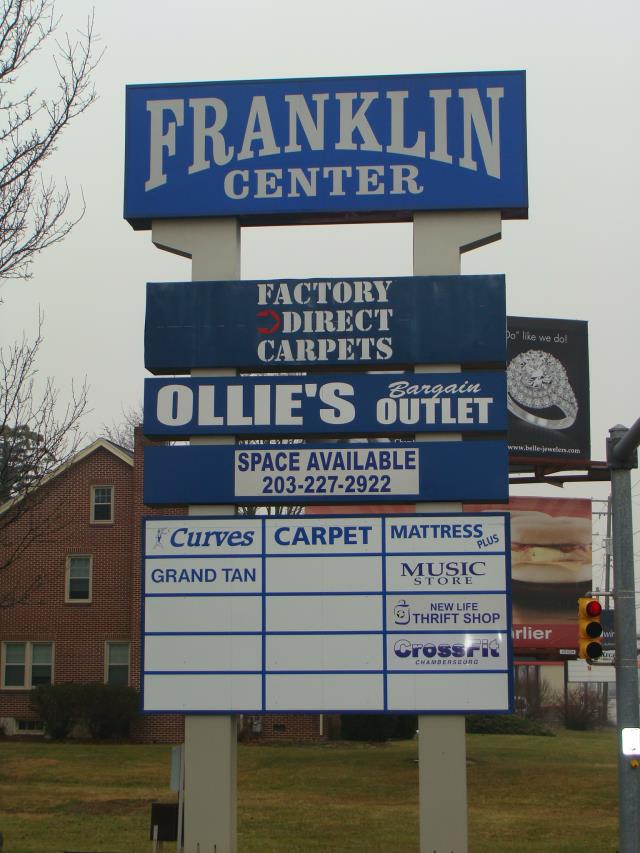 FRANKLIN
CENTER
FACTORY
DIRECT
CARPETS
OLLIE'S Bargain
OUTLET
SPACE AVAILABLE
203-227-2922
Curves CARPET MATTRESS PLUS
GRAND TAN MUSIC
STORE
NEW LIFE
THRIFT SHOP
CrossFit
CHAMBERSBURG
Do" like we do!
www.belle-jewelers.com
rlier